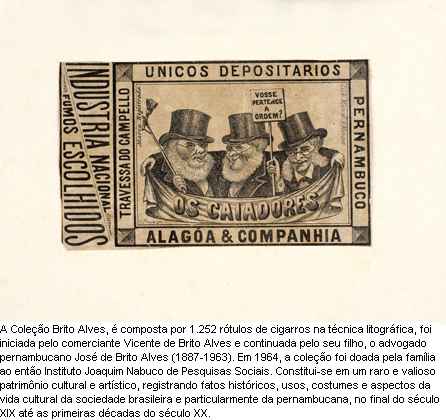 UNICOS DEPOSITARIOS
INDUSTRIA NACIONAL
FUMOS ESCOLHIDOS
TRAVESSA DO CAMPELLO
VOSSE
PERTENCE
A
ORDEM?
PERNAMBUCO
OS CATADORES
ALAGÔA & COMPANHIA
A Coleção Brito Alves, é composta por 1.252 rótulos de cigarros na técnica litográfica, foi
iniciada pelo comerciante Vicente de Brito Alves e continuada pelo seu filho, o advogado
pernambucano José de Brito Alves (1887-1963). Em 1964, a coleção foi doada pela família
ao então Instituto Joaquim Nabuco de Pesquisas Sociais. Constitui-se em um raro e valioso
patrimônio cultural e artístico, registrando fatos históricos, usos, costumes e aspectos da
vida cultural da sociedade brasileira e particularmente da pernambucana, no final do século
XIX até as primeiras décadas do século XX.